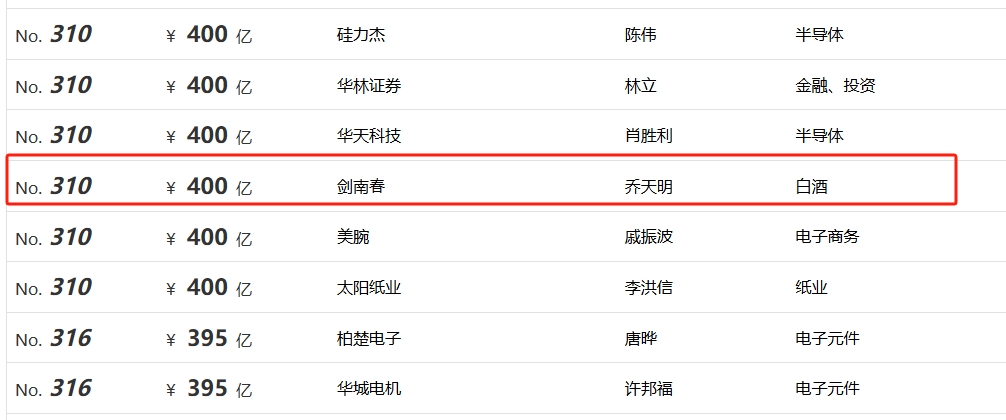 No. 310 ¥ 400 亿 硅力杰 陈伟 半导体
No. 310 ¥ 400 亿 华林证券 林立 金融、投资
No. 310 ¥ 400 亿 华天科技 肖胜利 半导体
No. 310 ¥ 400 亿 剑南春 乔天明 白酒
No. 310 ¥ 400 亿 美腕 戚振波 电子商务
No. 310 ¥ 400 亿 太阳纸业 李洪信 纸业
No. 316 ¥ 395 亿 柏楚电子 唐晔 电子元件
No. 316 ¥ 395 亿 华城电机 许邦福 电子元件